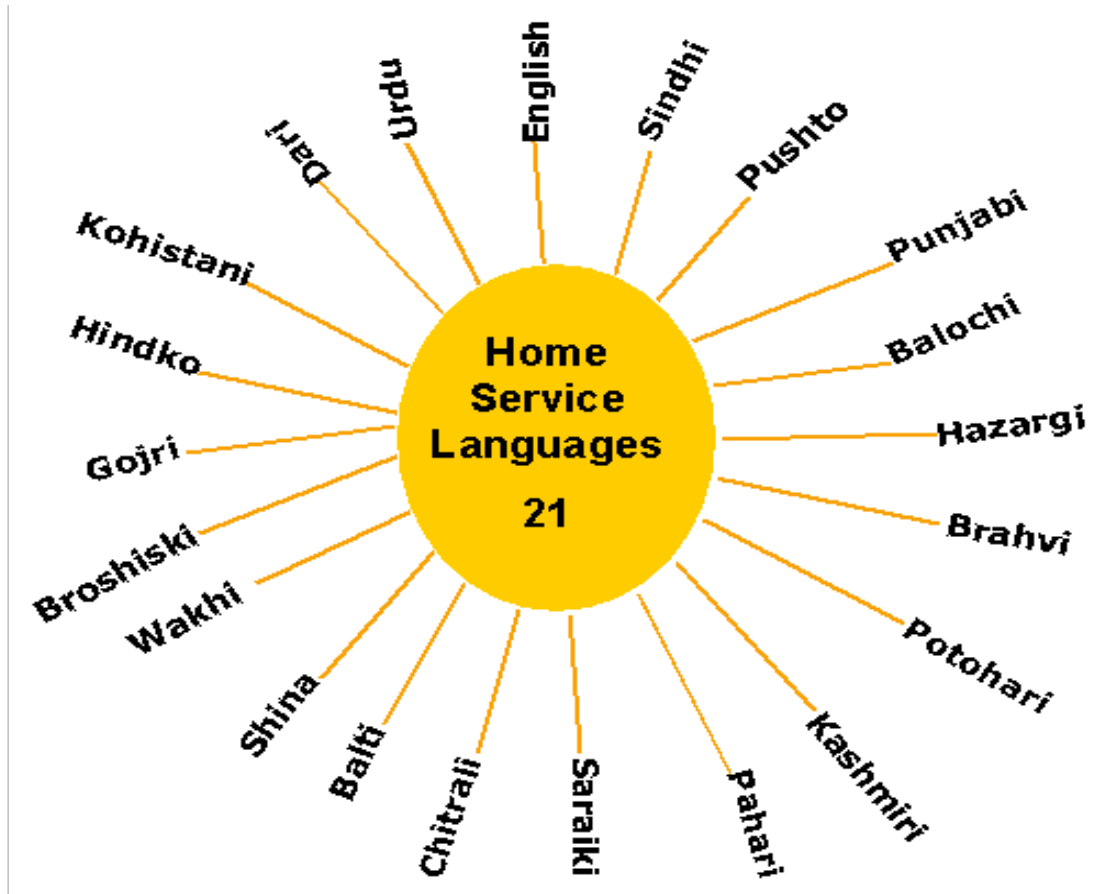 Home
Service
Languages
21
English
Sindhi
Pushto
Punjabi
Balochi
Hazargi
Brahvi
Potohari
Kashmiri
Pahari
Saraiki
Chitrali
Balti
Shina
Wakhi
Broshiski
Gojri
Hindko
Kohistani
Dari
Urdu